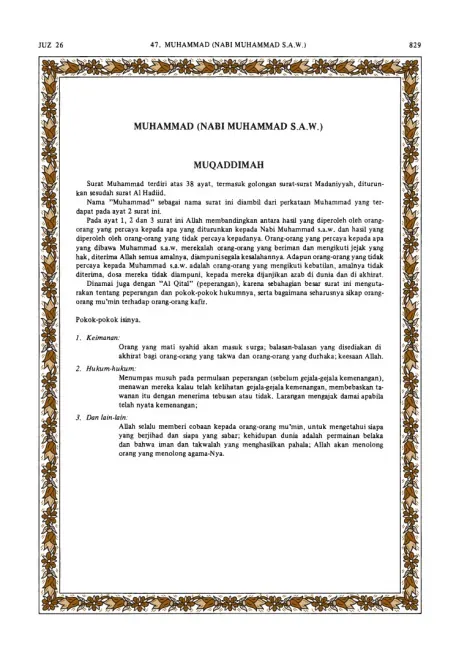 JUZ 26 47. MUHAMMAD (NABI MUHAMMAD S.A.W.) 829
MUHAMMAD (NABI MUHAMMAD S.A.W.)
MUQADDIMAH
Surat Muhammad terdiri atas 38 ayat, termasuk golongan surat-surat Madaniyyah, diturun-
kan sesudah surat Al Hadiid.
Nama "Muhammad" sebagai nama surat ini diambil dari perkataan Muhammad yang ter-
dapat pada ayat 2 surat ini.
Pada ayat 1, 2 dan 3 surat ini Allah membandingkan antara hasil yang diperoleh oleh orang-
orang yang percaya kepada apa yang diturunkan kepada Nabi Muhammad s.a.w. dan hasil yang
diperoleh oleh orang-orang yang tidak percaya kepadanya. Orang-orang yang percaya kepada apa
yang dibawa Muhammad s.a.w. merekalah orang-orang yang beriman dan mengikuti jejak yang
hak, diterima Allah semua amalnya, diampuni segala kesalahannya. Adapun orang-orang yang tidak
percaya kepada Muhammad s.a.w. adalah orang-orang yang mengikuti kebatilan, amalnya tidak
diterima, dosa mereka tidak diampuni, kepada mereka dijanjikan azab di dunia dan di akhirat.
Dinamai juga dengan "Al Qital" (peperangan), karena sebahagian besar surat ini menguta-
rakan tentang peperangan dan pokok-pokok hukumnya, serta bagaimana seharusnya sikap orang-
orang mu'min terhadap orang-orang kafir.
Pokok-pokok isinya.
1. Keimanan:
Orang yang mati syahid akan masuk surga; balasan-balasan yang disediakan di
akhirat bagi orang-orang yang takwa dan orang-orang yang durhaka; keesaan Allah.
2. Hukum-hukum:
Menumpas musuh pada permulaan peperangan (sebelum gejala-gejala kemenangan),
menawan mereka kalau telah kelihatan gejala-gejala kemenangan, membebaskan ta-
wanan itu dengan menerima tebusan atau tidak. Larangan mengajak damai apabila
telah nyata kemenangan;
3. Dan lain-lain:
Allah selalu memberi cobaan kepada orang-orang mu'min, untuk mengetahui siapa
yang berjihad dan siapa yang sabar; kehidupan dunia adalah permainan belaka
dan bahwa iman dan takwalah yang menghasilkan pahala; Allah akan menolong
orang yang menolong agama-Nya.